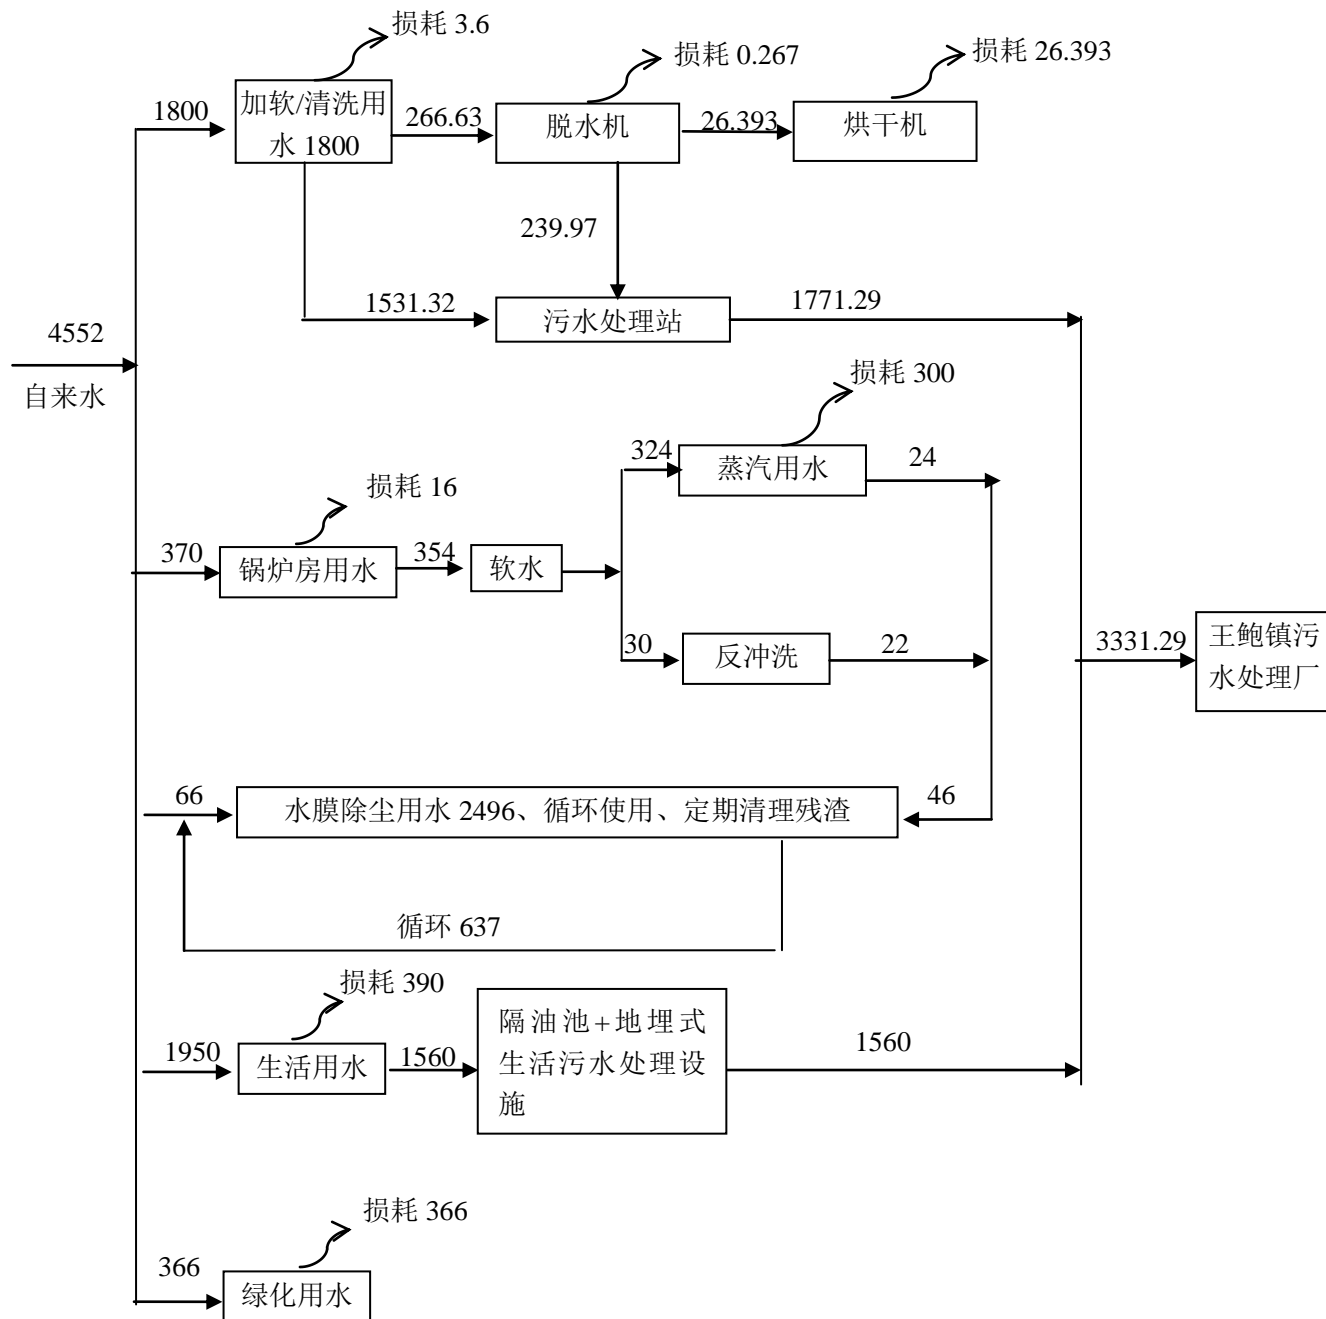 损耗 3.6
损耗 0.267
损耗 26.393
1800
加软/清洗用
水 1800
266.63
脱水机
26.393
烘干机
239.97
1531.32
污水处理站
1771.29
4552
自来水
损耗 300
324
蒸汽用水
24
损耗 16
370
锅炉房用水
354
软水
30
反冲洗
22
3331.29
王鲍镇污
水处理厂
66
水膜除尘用水 2496、循环使用、定期清理残渣
46
循环 637
损耗 390
1950
生活用水
1560
隔油池+地埋式
生活污水处理设
施
1560
损耗 366
366
绿化用水